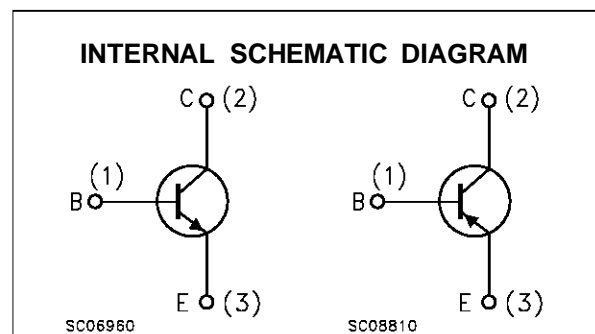 INTERNAL SCHEMATIC DIAGRAM
C (2) C (2)
(1) (1)
B B
E (3) E (3)
SC06960 SC08810